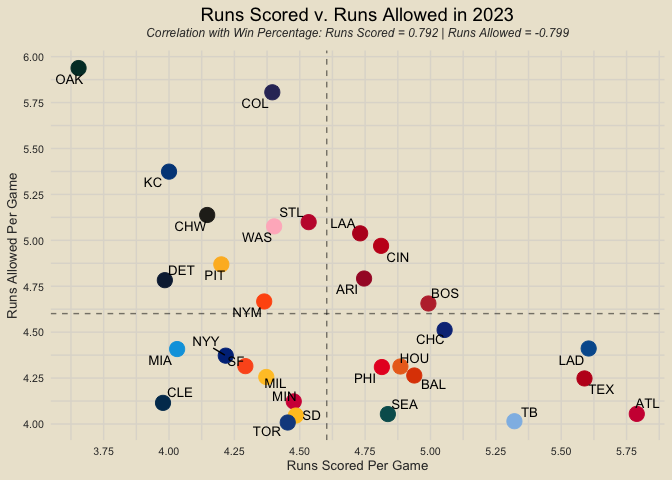 Runs Scored v. Runs Allowed in 2023
Correlation with Win Percentage: Runs Scored = 0.792 | Runs Allowed = -0.799
6.00
OAK
5.75
COL
5.50
KC
5.25
STL
CHW
LAA
WAS
5.00
CIN
DET
PIT
4.75
ARI
BOS
NYM
4.50
NYY
CHC
MIA
SF
HOU
LAD
4.25
PHI
MIL
BAL
TEX
CLE
MIN
SEA
ATL
SD
TB
4.00
TOR
Runs Allowed Per Game
3.75 4.00 4.25 4.50 4.75 5.00 5.25 5.50 5.75
Runs Scored Per Game